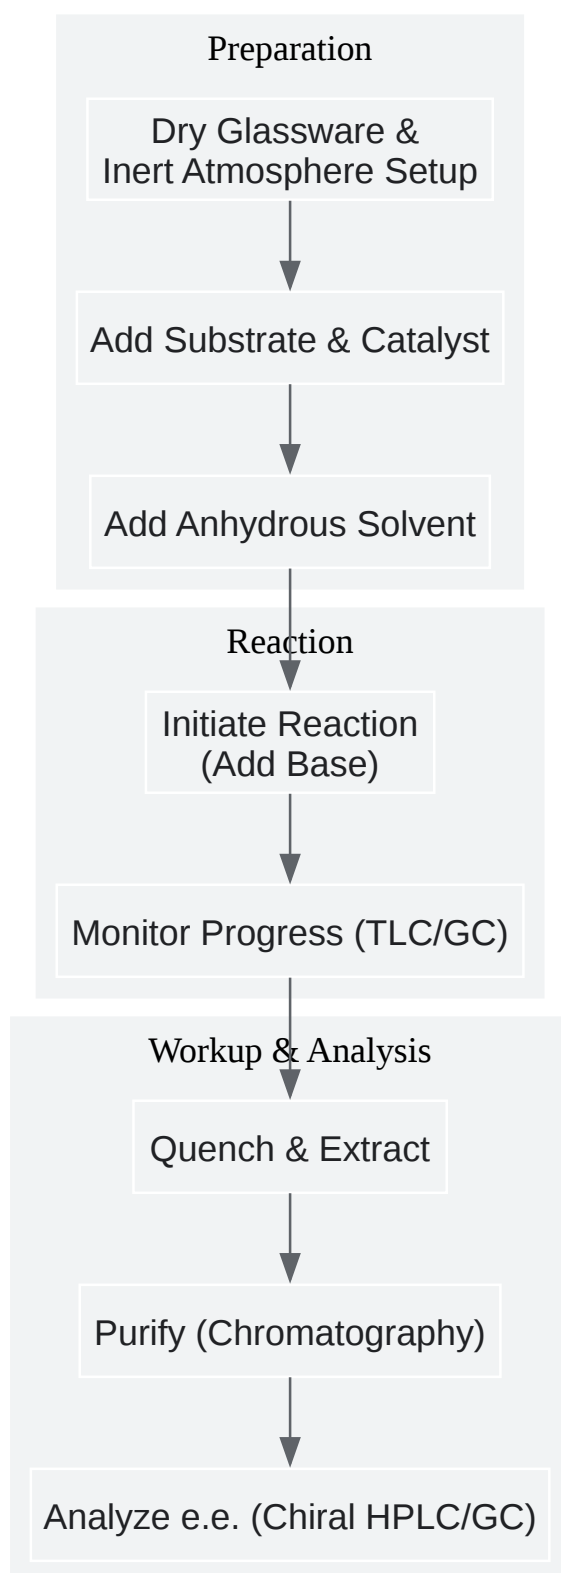 Preparation
Dry Glassware &
Inert Atmosphere Setup
Add Substrate & Catalyst
Add Anhydrous Solvent
Reaction
Initiate Reaction
(Add Base)
Monitor Progress (TLC/GC)
Workup & Analysis
Quench & Extract
Purify (Chromatography)
Analyze e.e. (Chiral HPLC/GC)